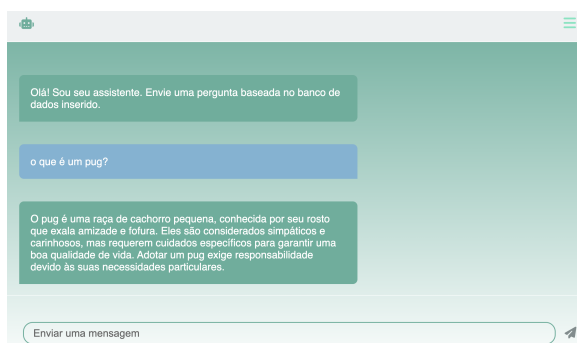 Olá! Sou seu assistente. Envie uma pergunta baseada no banco de
dados inserido.
o que é um pug?
O pug é uma raça de cachorro pequena, conhecida por seu rosto
que exala amizade e fofura. Eles são considerados simpáticos e
carinhosos, mas requerem cuidados específicos para garantir uma
boa qualidade de vida. Adotar um pug exige responsabilidade
devido às suas necessidades particulares.
Enviar uma mensagem